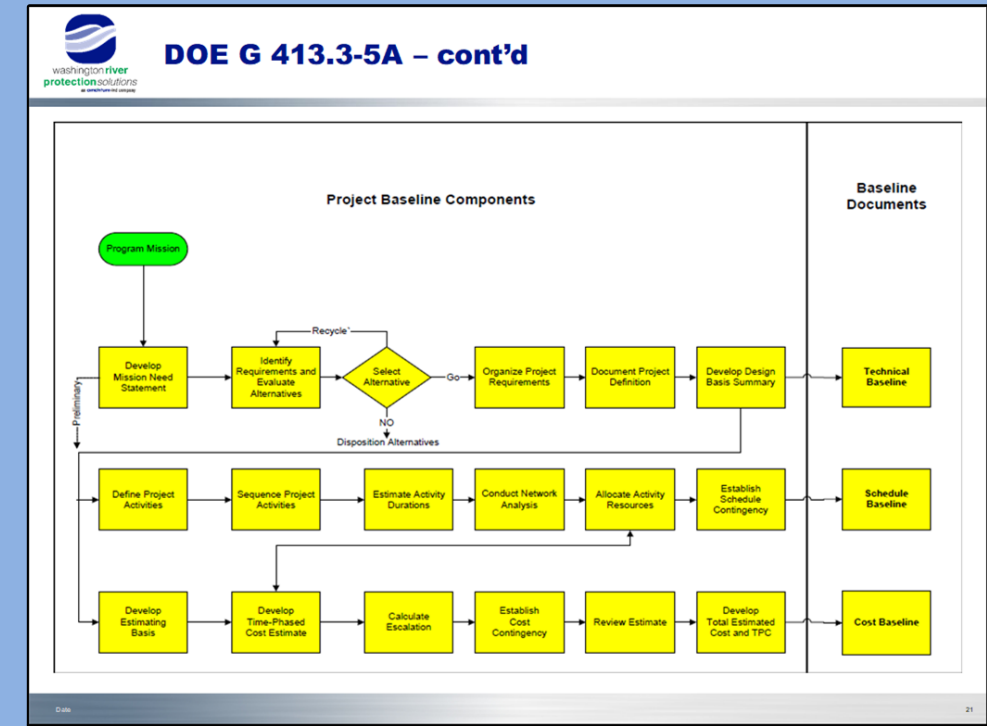 washington river
protection solutions
DOE G 413.3-5A – cont'd
Project Baseline Components
Baseline
Documents
Program Mission
Recycle`
Develop
Mission Need
Statement
Identify
Requirements and
Evaluate
Alternatives
Select
Alternative
Go
Organize Project
Requirements
Document Project
Definition
Develop Design
Basis Summary
Technical
Baseline
Preliminary
NO
Disposition Alternatives
Define Project
Activities
Sequence Project
Activities
Estimate Activity
Durations
Conduct Network
Analysis
Allocate Activity
Resources
Establish
Schedule
Contingency
Schedule
Baseline
Develop
Estimating
Basis
Develop
Time-Phased
Cost Estimate
Calculate
Escalation
Establish
Cost
Contingency
Review Estimate
Develop
Total Estimated
Cost and TPC
Cost Baseline
Date
21